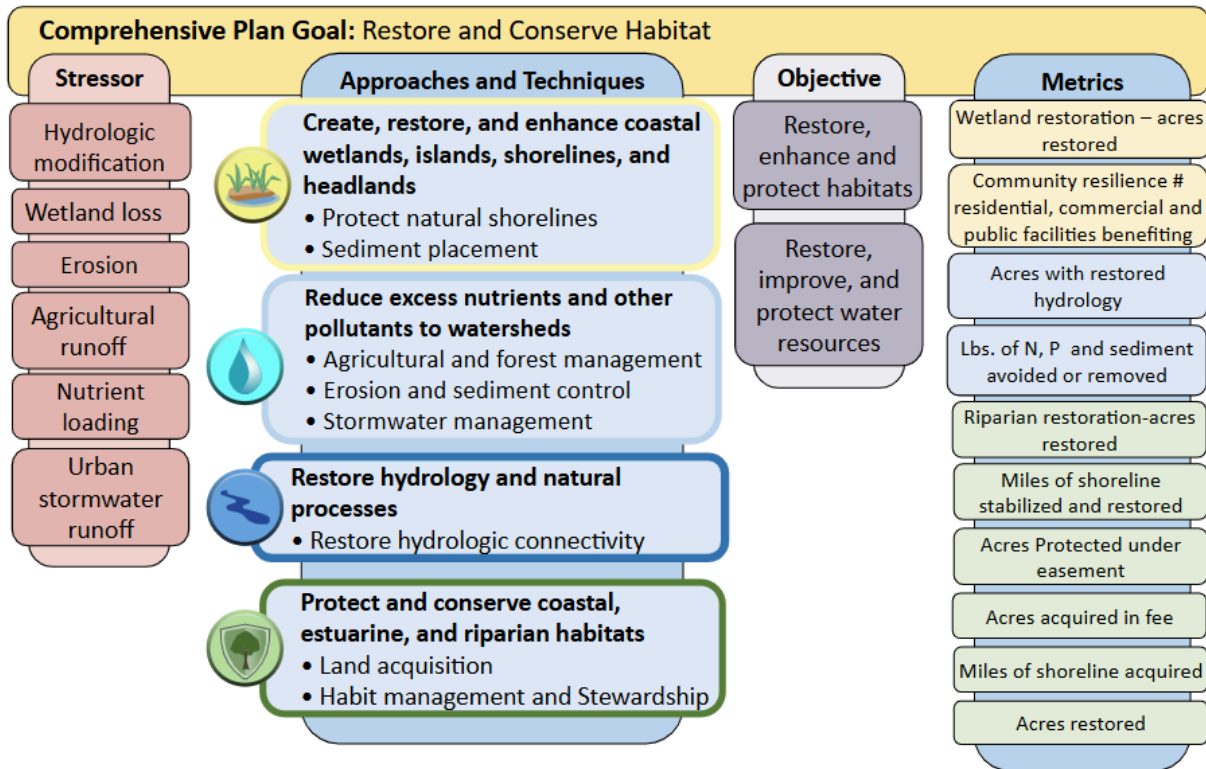 Comprehensive Plan Goal: Restore and Conserve Habitat
Stressor
Hydrologic
modification
Wetland loss
Erosion
Agricultural
runoff
Nutrient
loading
Urban
stormwater
runoff
Approaches and Techniques
Create, restore, and enhance coastal
wetlands, islands, shorelines, and
headlands
• Protect natural shorelines
• Sediment placement
Reduce excess nutrients and other
pollutants to watersheds
• Agricultural and forest management
• Erosion and sediment control
• Stormwater management
Restore hydrology and natural
processes
• Restore hydrologic connectivity
Protect and conserve coastal,
estuarine, and riparian habitats
• Land acquisition
• Habit management and Stewardship
Objective
Restore,
enhance and
protect habitats
Restore,
improve, and
protect water
resources
Metrics
Wetland restoration – acres
restored
Community resilience #
residential, commercial and
public facilities benefiting
Acres with restored
hydrology
Lbs. of N, P and sediment
avoided or removed
Riparian restoration-acres
restored
Miles of shoreline
stabilized and restored
Acres Protected under
easement
Acres acquired in fee
Miles of shoreline acquired
Acres restored